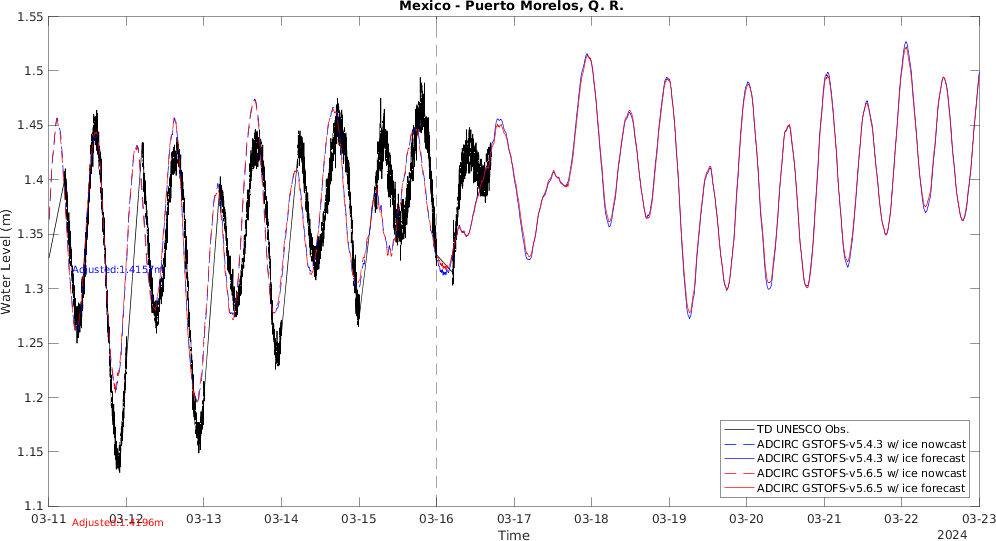 Mexico - Puerto Morelos, Q. R.
1.55
1.5
1.45
1.4
1.35
1.3
1.25
1.2
1.15
1.1
Water Level (m)
Adjusted:1.4157m
TD UNESCO Obs.
ADCIRC GSTOFS-v5.4.3 w/ ice nowcast
ADCIRC GSTOFS-v5.4.3 w/ ice forecast
ADCIRC GSTOFS-v5.6.5 w/ ice nowcast
ADCIRC GSTOFS-v5.6.5 w/ ice forecast
03-11 03-12 03-13 03-14 03-15 03-16 03-17 03-18 03-19 03-20 03-21 03-22 03-23
Adjusted:1.4196m
Time
2024